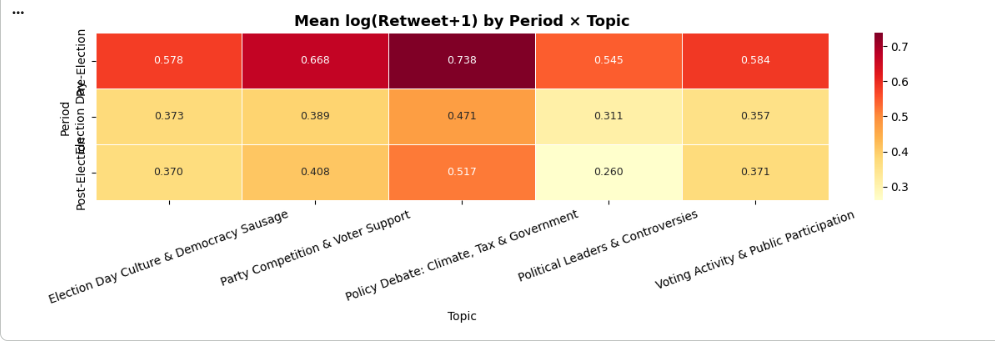 ...
Mean log(Retweet+1) by Period × Topic
Period
Pre-Election
Election Day
Post-Election
0.578 0.668 0.738 0.545 0.584
0.373 0.389 0.471 0.311 0.357
0.370 0.408 0.517 0.260 0.371
0.7
0.6
0.5
0.4
0.3
Election Day Culture & Democracy Sausage
Party Competition & Voter Support
Policy Debate: Climate, Tax & Government
Political Leaders & Controversies
Voting Activity & Public Participation
Topic